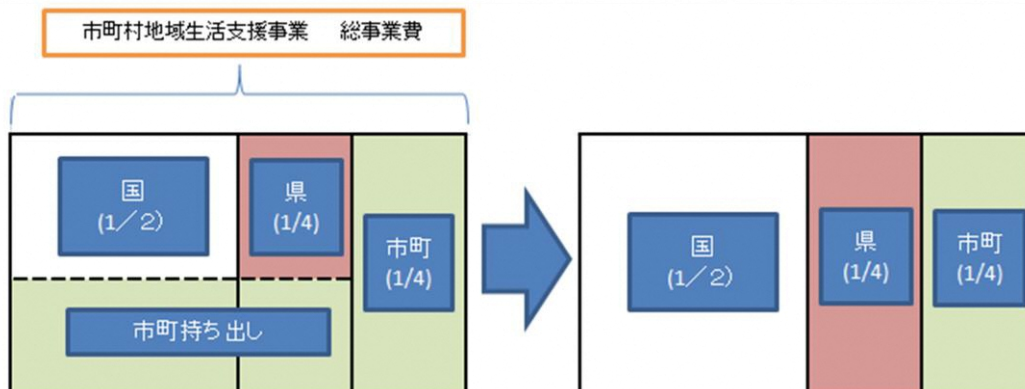 市町村地域生活支援事業　総事業費
国
(1／2)
県
(1/4)
市町
(1/4)
市町持ち出し
国
(1／2)
県
(1/4)
市町
(1/4)